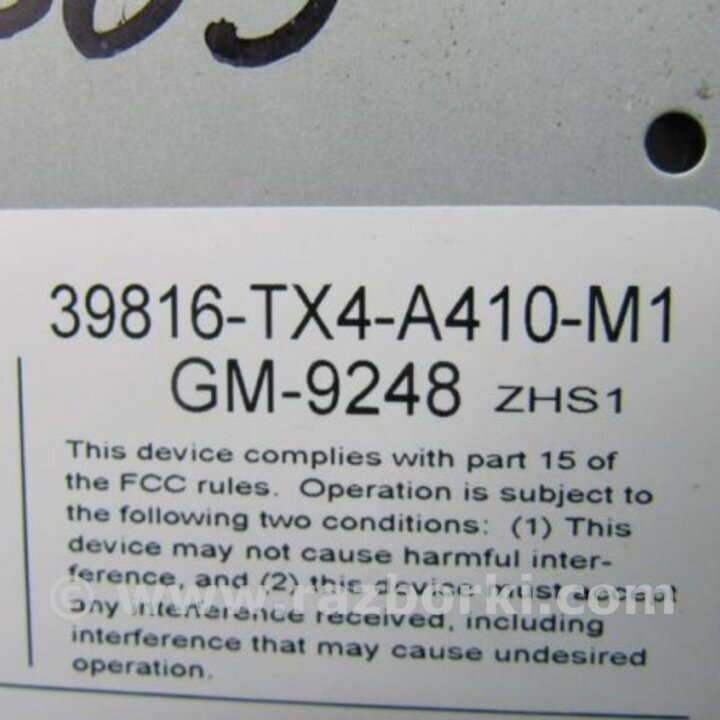 39816-TX4-A410-M1
GM-9248 ZHS1
This device complies with part 15 of
the FCC rules. Operation is subject to
the following two conditions: (1) This
device may not cause harmful inter-
ference, and (2) this device must accept
any interference received, including
interference that may cause undesired
operation.
© www.razborki.com